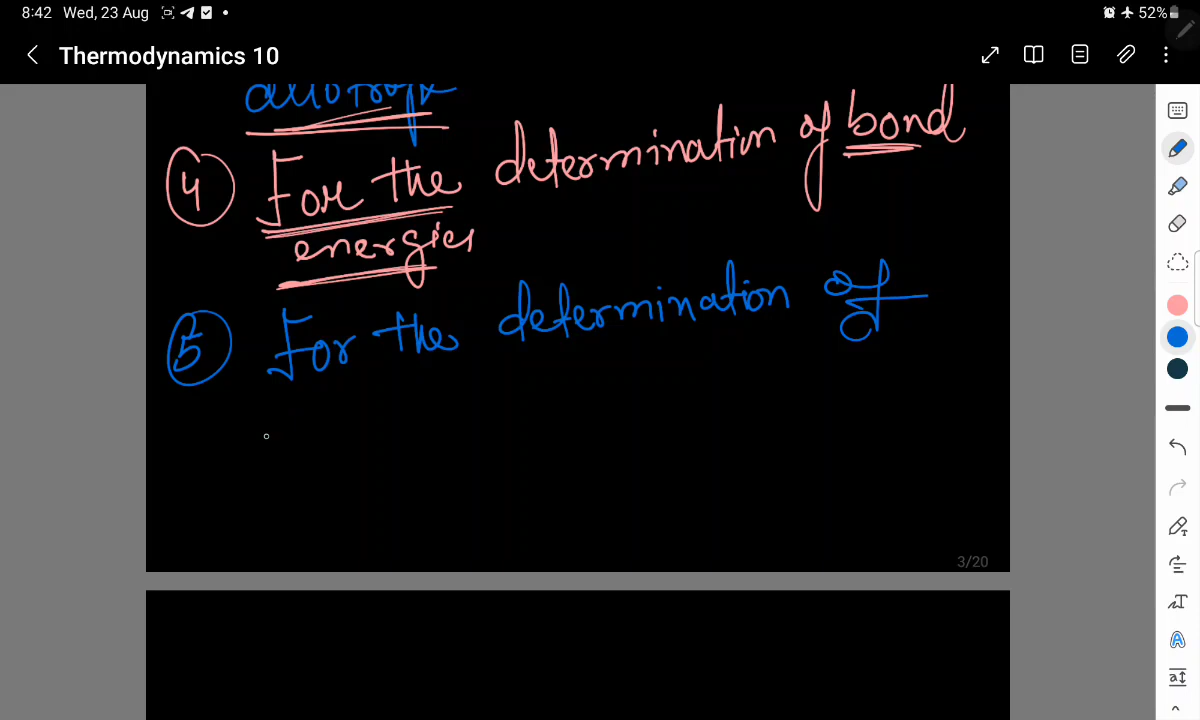 8:42 Wed, 23 Aug
52%
Thermodynamics 10
allotropic
4 For the determination of bond
energies
5 For the determination of
3/20